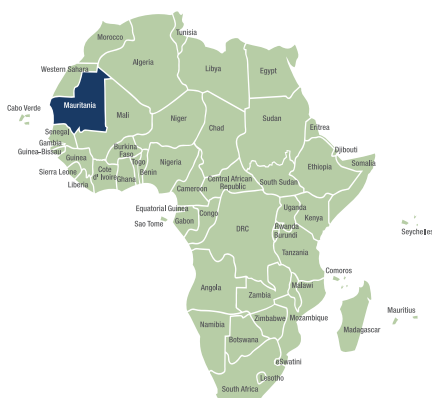 Tunisia
Morocco
Algeria
Libya
Egypt
Western Sahara
Mauritania
Cabo Verde
Mali
Niger
Chad
Sudan
Eritrea
Senegal
Gambia
Guinea-Bissau
Guinea
Sierra Leone
Liberia
Cote
d' Ivoire
Burkina
Faso
Ghana
Togo
Benin
Nigeria
Cameroon
Central African
Republic
South Sudan
Ethiopia
Djibouti
Somalia
Equatorial Guinea
Sao Tome
Gabon
Congo
DRC
Uganda
Kenya
Rwanda
Burundi
Tanzania
Seychelles
Comoros
Angola
Zambia
Malawi
Mozambique
Zimbabwe
Namibia
Botswana
Madagascar
Mauritius
eSwatini
Lesotho
South Africa